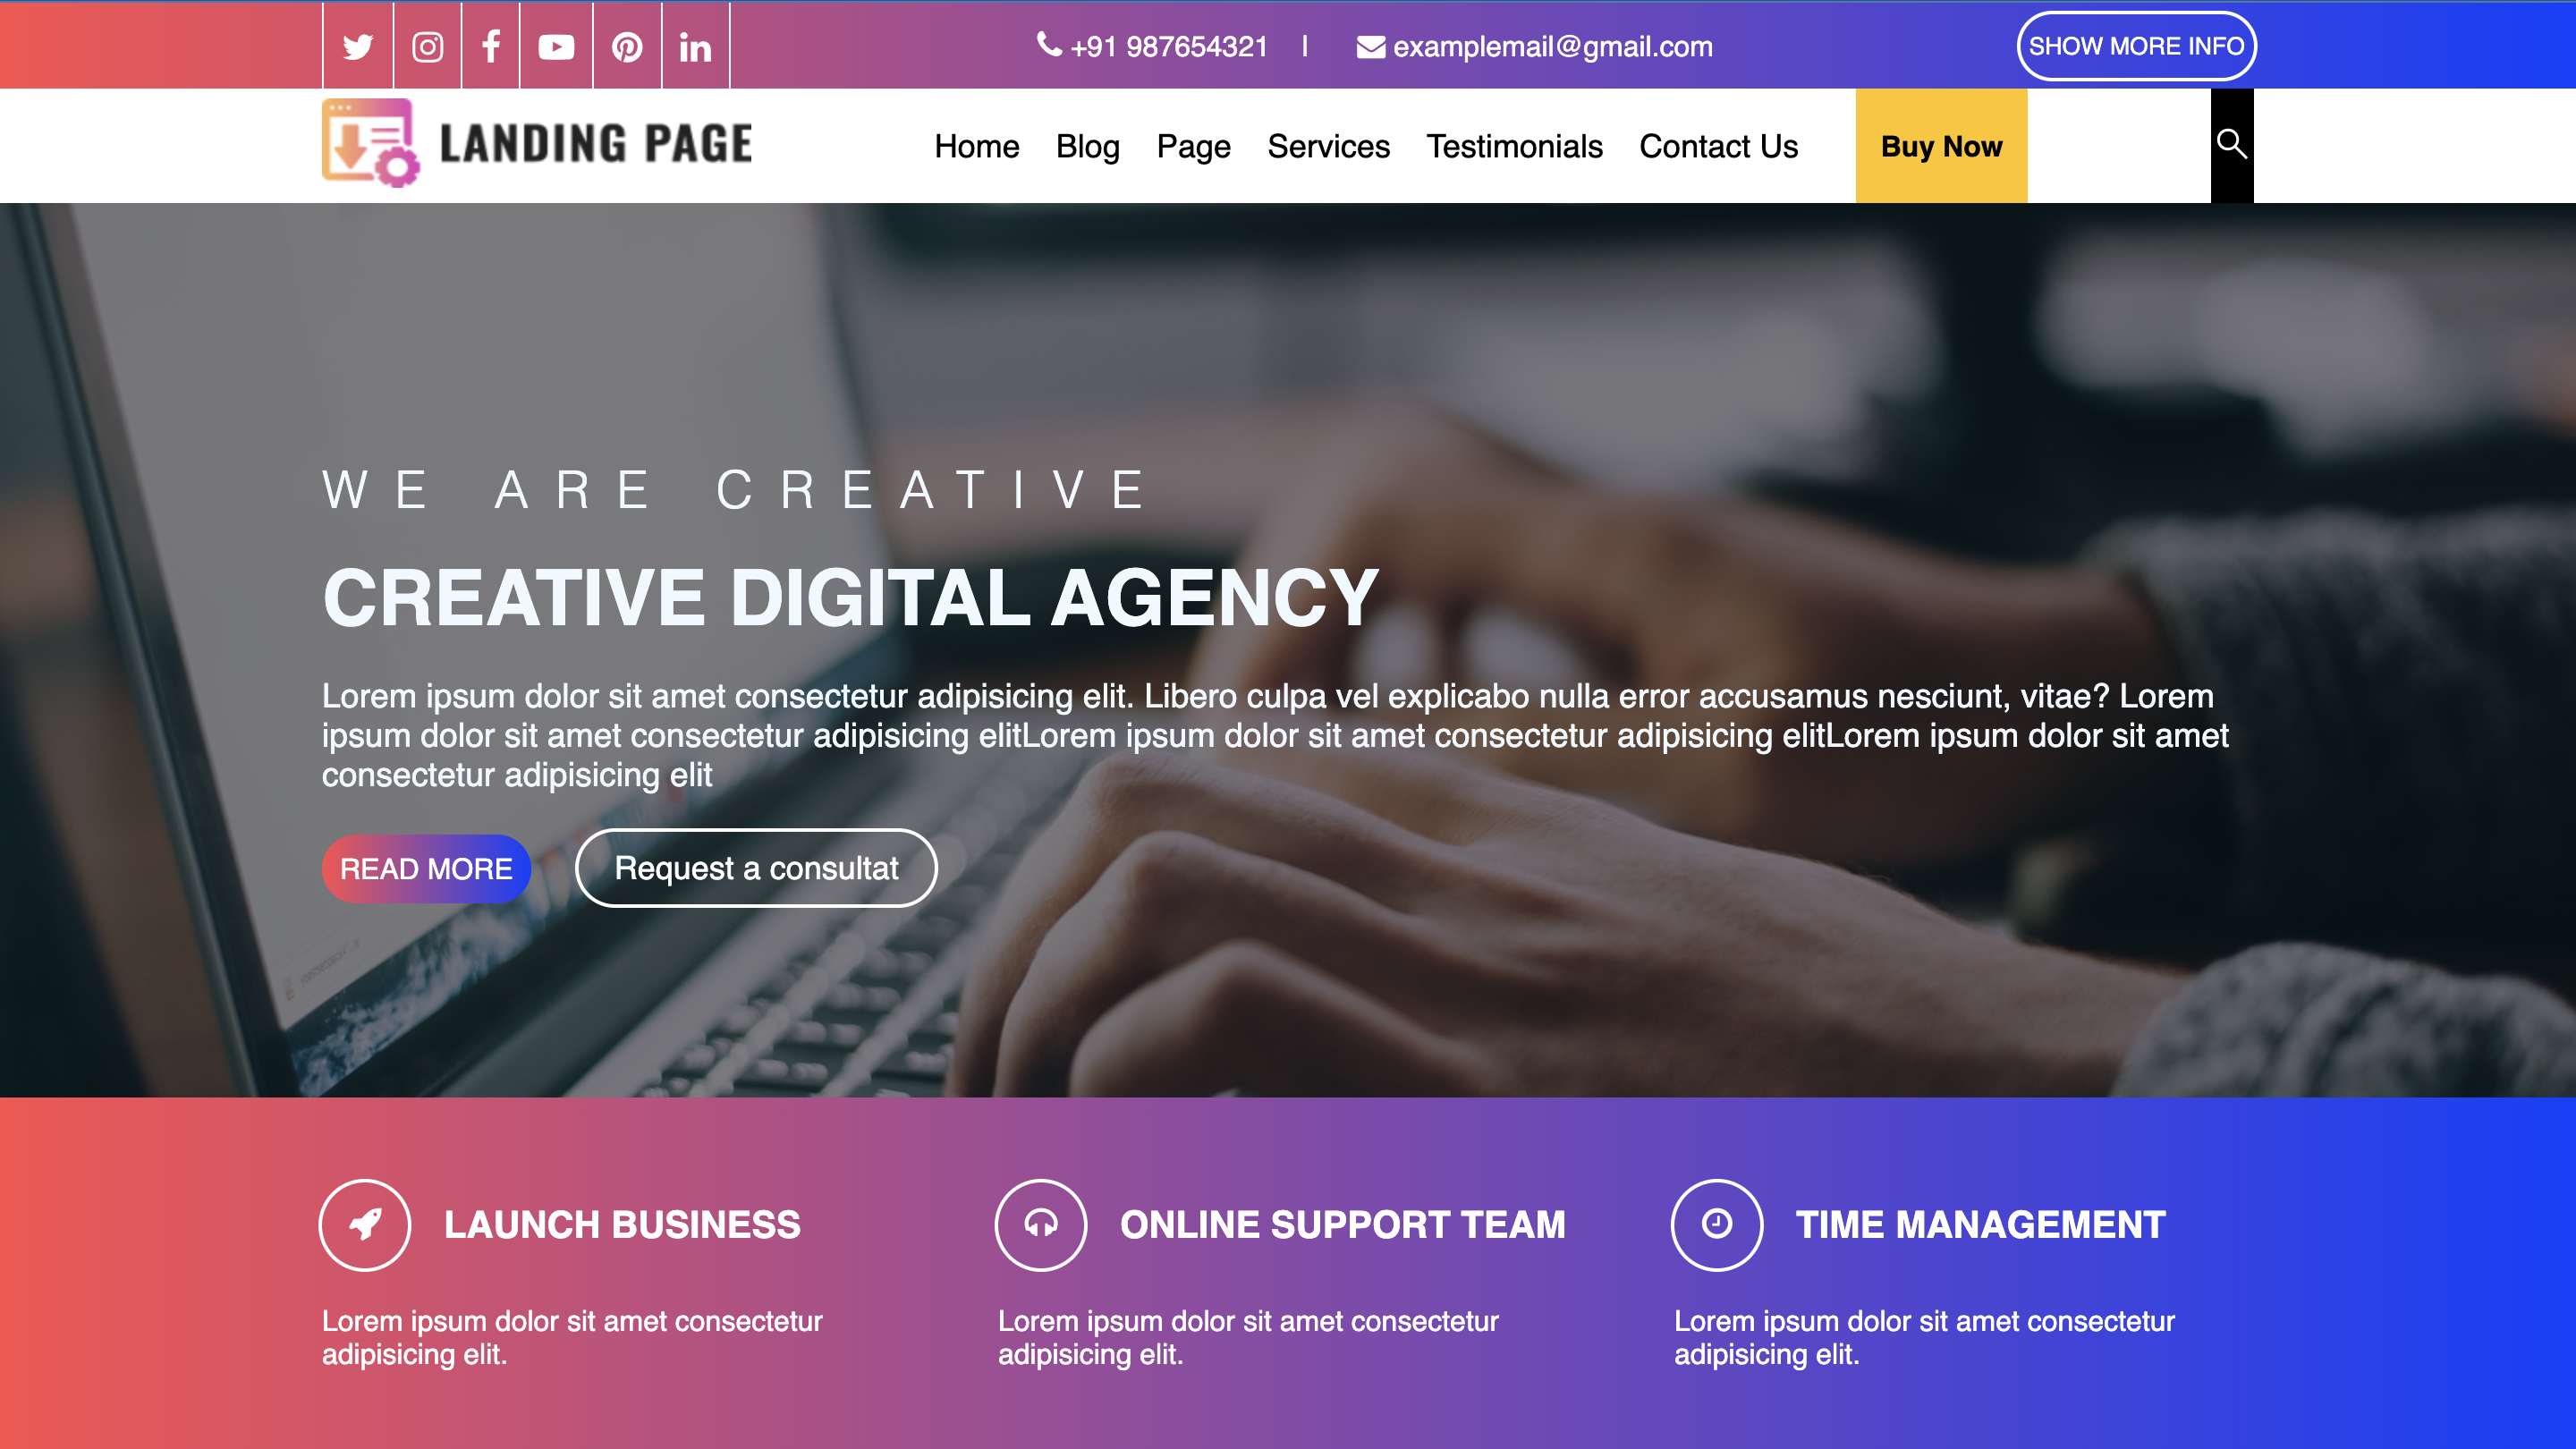 +91 987654321 | examplemail@gmail.com SHOW MORE INFO
LANDING PAGE Home Blog Page Services Testimonials Contact Us Buy Now
WE ARE CREATIVE
CREATIVE DIGITAL AGENCY
Lorem ipsum dolor sit amet consectetur adipisicing elit. Libero culpa vel explicabo nulla error accusamus nesciunt, vitae? Lorem
ipsum dolor sit amet consectetur adipisicing elitLorem ipsum dolor sit amet consectetur adipisicing elitLorem ipsum dolor sit amet
consectetur adipisicing elit
READ MORE Request a consultat
LAUNCH BUSINESS
Lorem ipsum dolor sit amet consectetur
adipisicing elit.
ONLINE SUPPORT TEAM
Lorem ipsum dolor sit amet consectetur
adipisicing elit.
TIME MANAGEMENT
Lorem ipsum dolor sit amet consectetur
adipisicing elit.